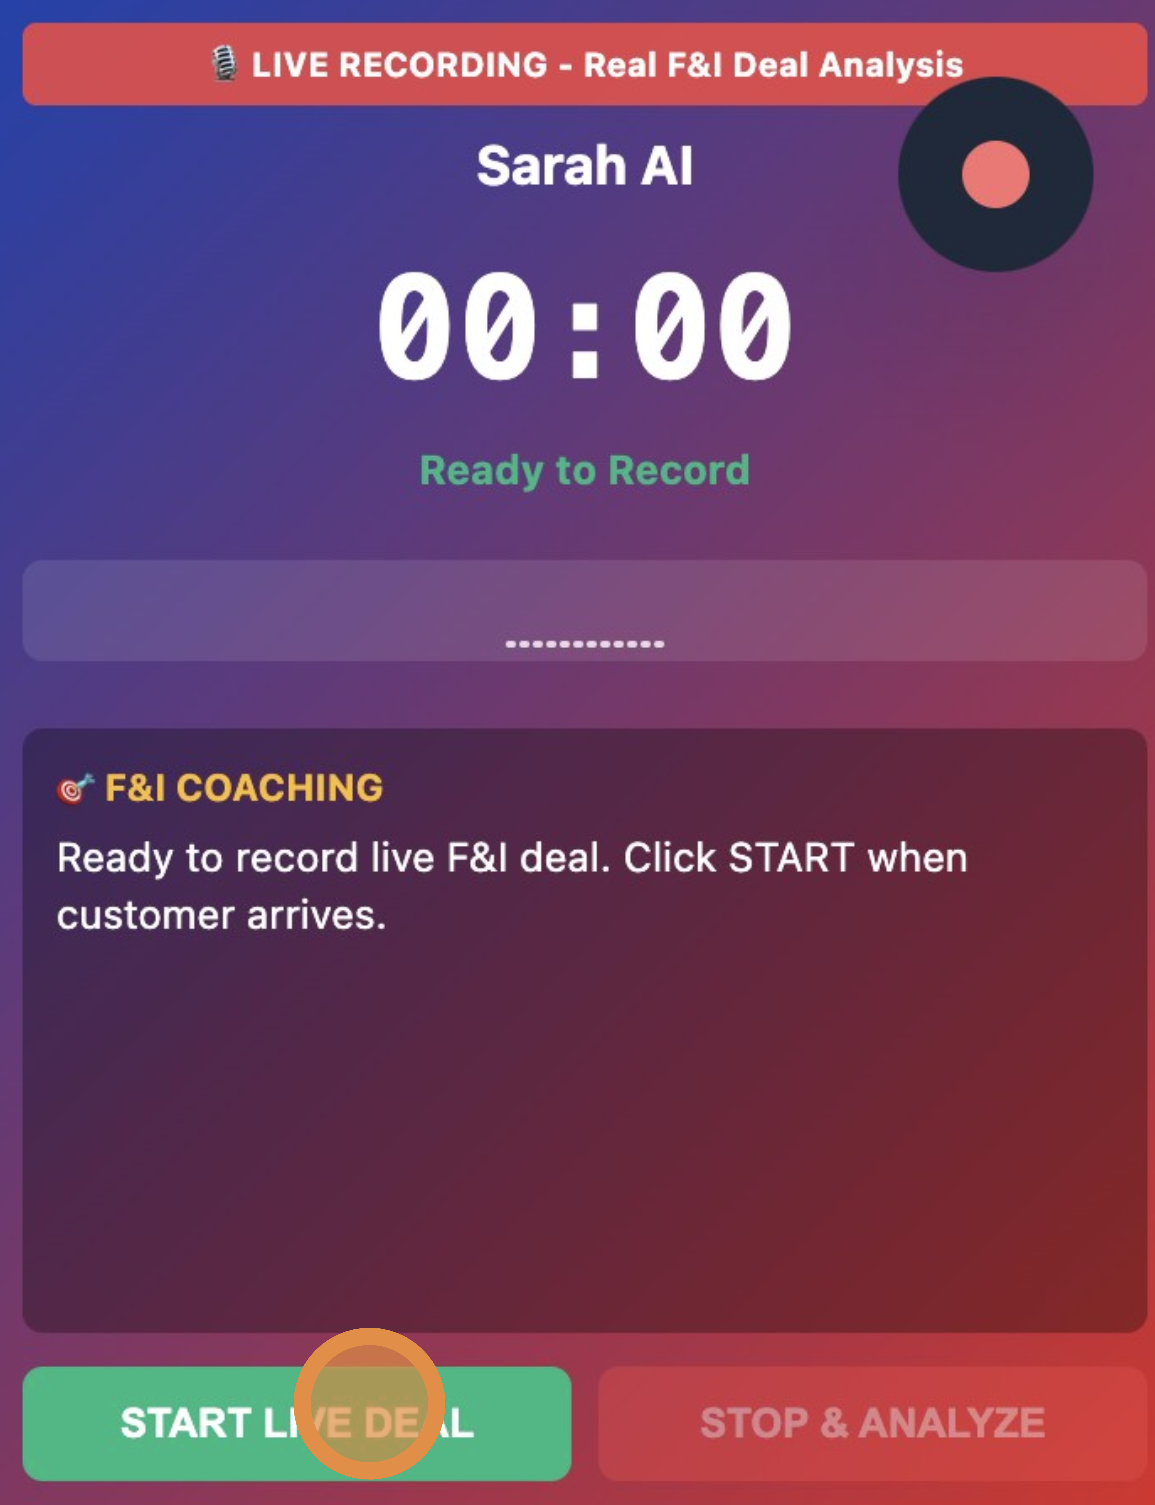 LIVE RECORDING - Real F&I Deal Analysis
Sarah AI
00:00
Ready to Record
F&I COACHING
Ready to record live F&I deal. Click START when
customer arrives.
START LIVE DEAL
STOP & ANALYZE